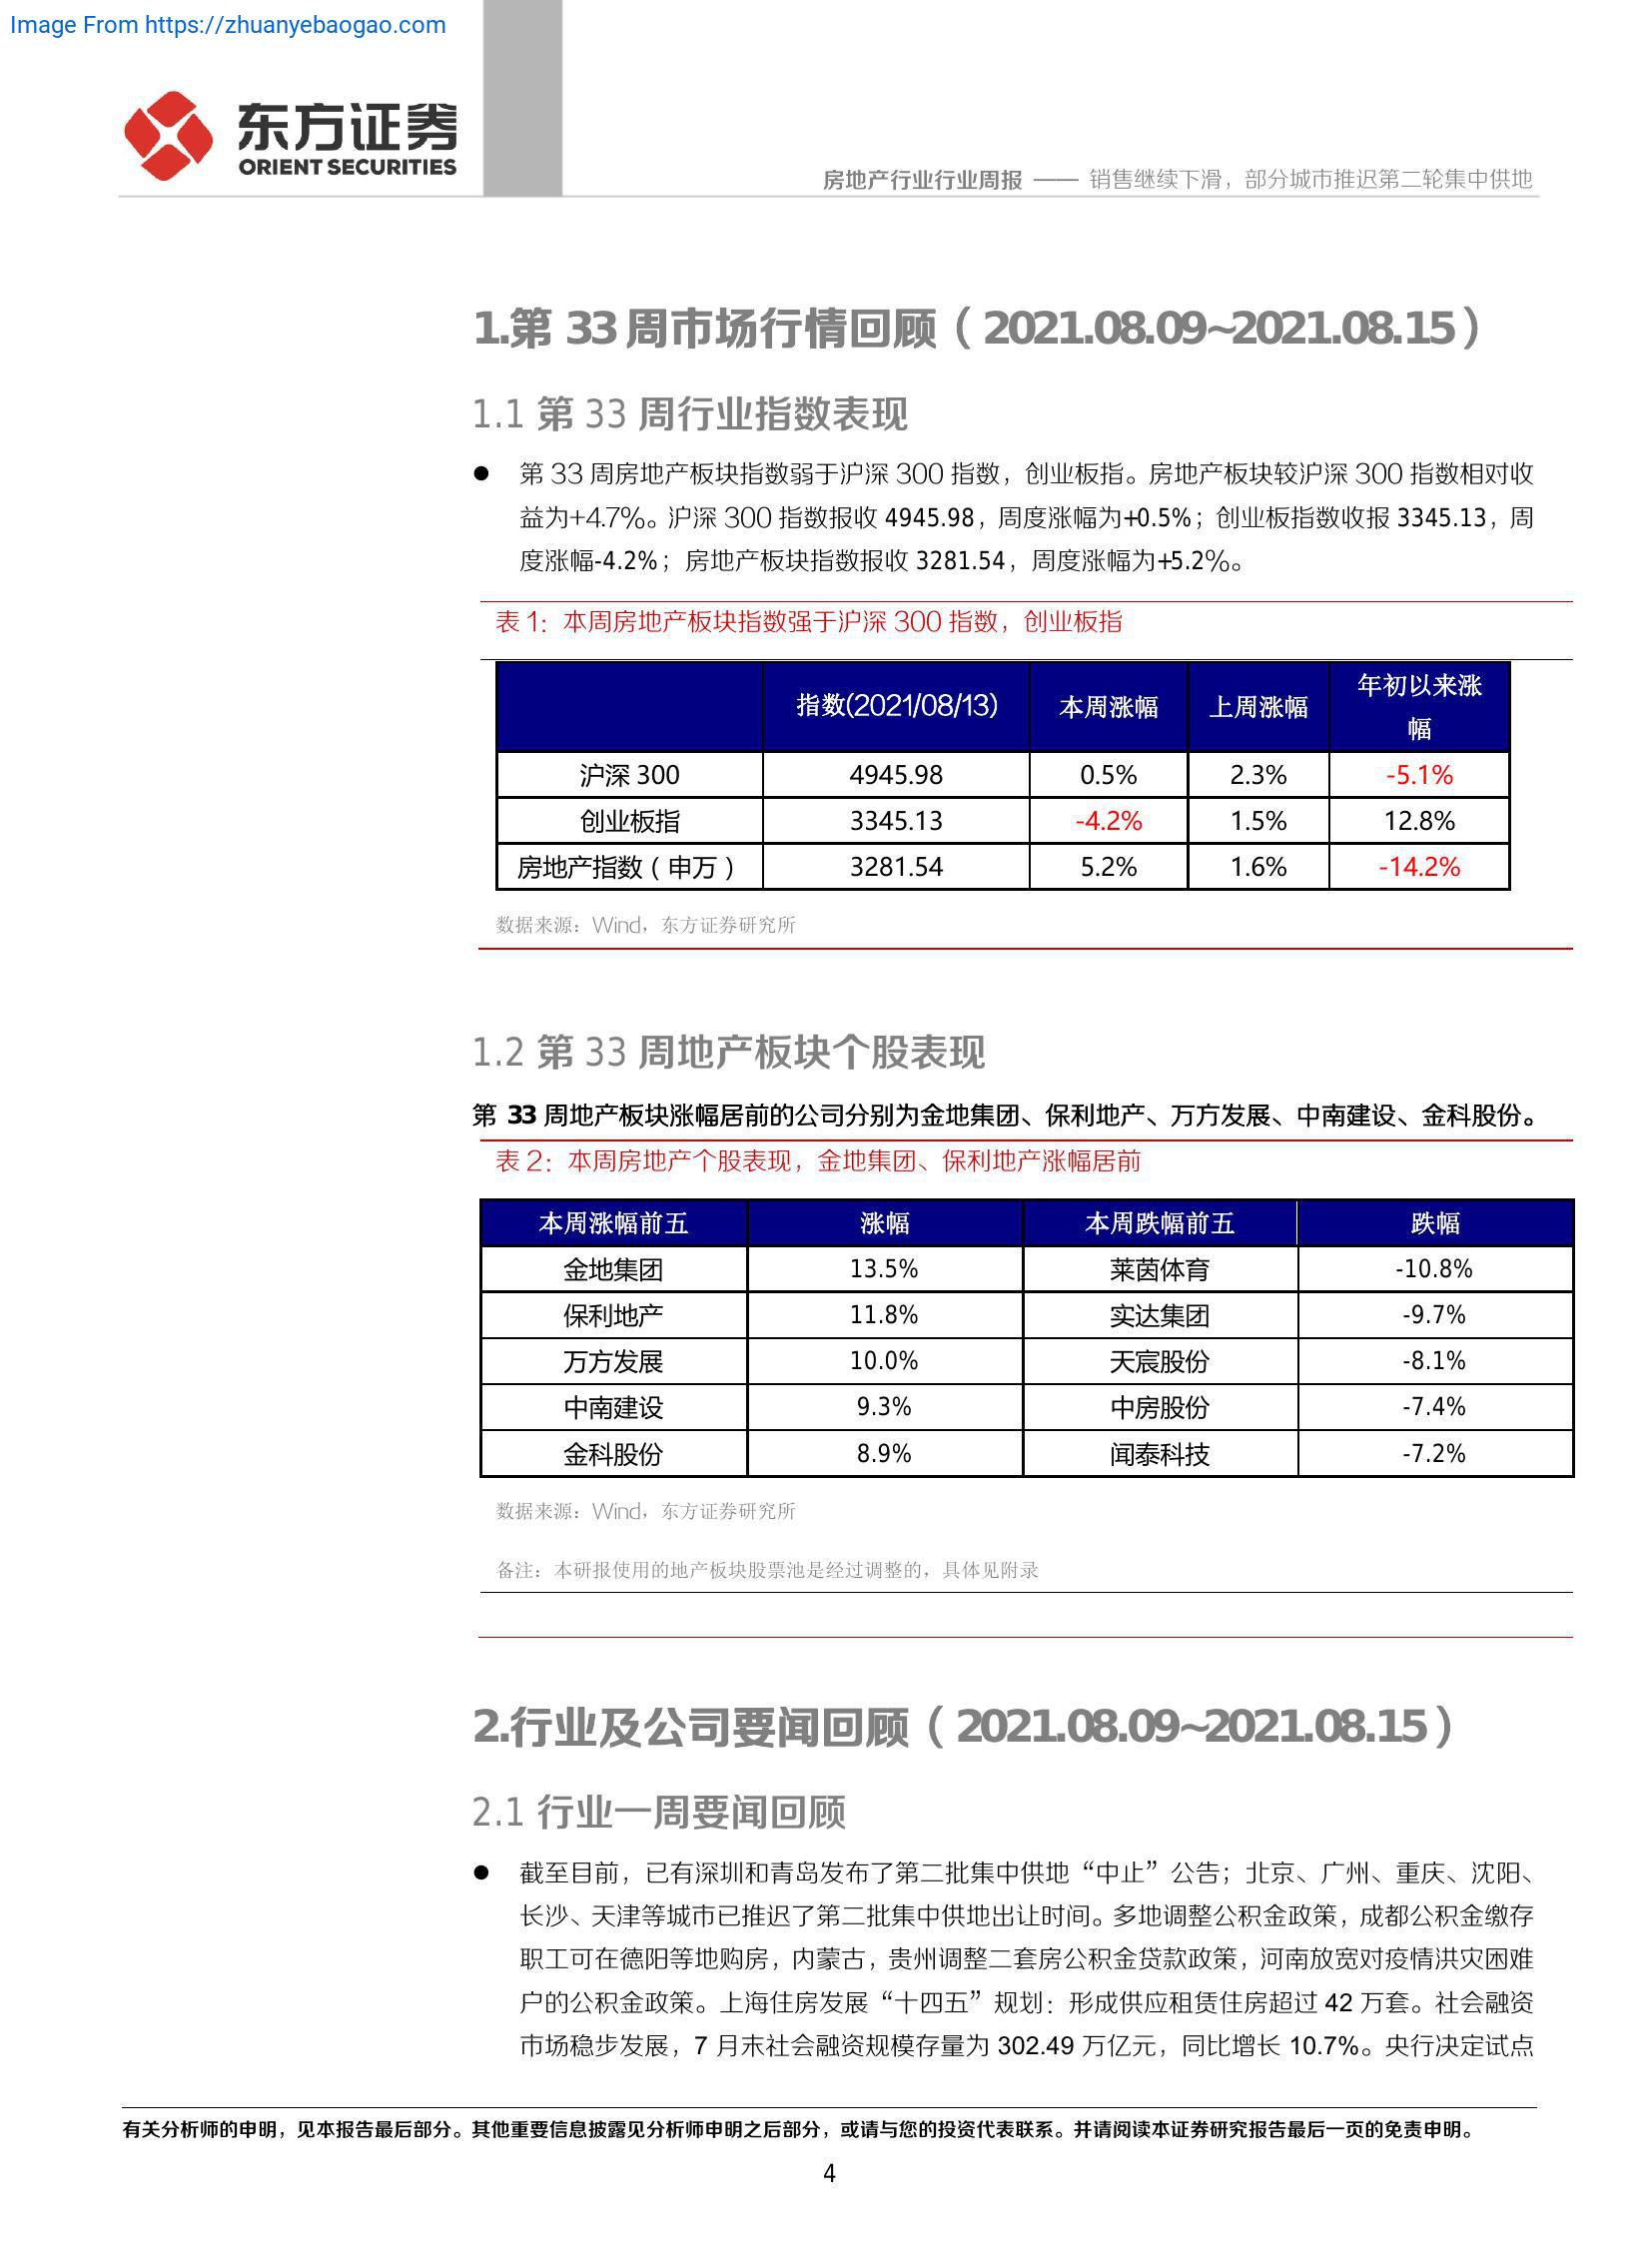 Image From https://zhuanyebaogao.com
东方证券
ORIENT SECURITIES
房地产行业行业周报 —— 销售继续下滑，部分城市推迟第二轮集中供地
1.第 33 周市场行情回顾（2021.08.09~2021.08.15）
1.1 第 33 周行业指数表现
● 第 33 周房地产板块指数弱于沪深 300 指数，创业板指。房地产板块较沪深 300 指数相对收
益为+4.7%。沪深 300 指数报收 4945.98，周度涨幅为+0.5%；创业板指数收报 3345.13，周
度涨幅-4.2%；房地产板块指数报收 3281.54，周度涨幅为+5.2%。
表 1：本周房地产板块指数强于沪深 300 指数，创业板指
指数(2021/08/13) 本周涨幅 上周涨幅 年初以来涨
幅
沪深 300 4945.98 0.5% 2.3% -5.1%
创业板指 3345.13 -4.2% 1.5% 12.8%
房地产指数（申万） 3281.54 5.2% 1.6% -14.2%
数据来源：Wind，东方证券研究所
1.2 第 33 周地产板块个股表现
第 33 周地产板块涨幅居前的公司分别为金地集团、保利地产、万方发展、中南建设、金科股份。
表 2：本周房地产个股表现，金地集团、保利地产涨幅居前
本周涨幅前五 涨幅 本周跌幅前五 跌幅
金地集团 13.5% 莱茵体育 -10.8%
保利地产 11.8% 实达集团 -9.7%
万方发展 10.0% 天宸股份 -8.1%
中南建设 9.3% 中房股份 -7.4%
金科股份 8.9% 闻泰科技 -7.2%
数据来源：Wind，东方证券研究所
备注：本研报使用的地产板块股票池是经过调整的，具体见附录
2.行业及公司要闻回顾（2021.08.09~2021.08.15）
2.1 行业一周要闻回顾
● 截至目前，已有深圳和青岛发布了第二批集中供地“中止”公告；北京、广州、重庆、沈阳、
长沙、天津等城市已推迟了第二批集中供地出让时间。多地调整公积金政策，成都公积金缴存
职工可在德阳等地购房，内蒙古，贵州调整二套房公积金贷款政策，河南放宽对疫情洪灾困难
户的公积金政策。上海住房发展“十四五”规划：形成供应租赁住房超过 42 万套。社会融资
市场稳步发展，7 月末社会融资规模存量为 302.49 万亿元，同比增长 10.7%。央行决定试点
有关分析师的申明，见本报告最后部分。其他重要信息披露见分析师申明之后部分，或请与您的投资代表联系。并请阅读本证券研究报告最后一页的免责申明。
4